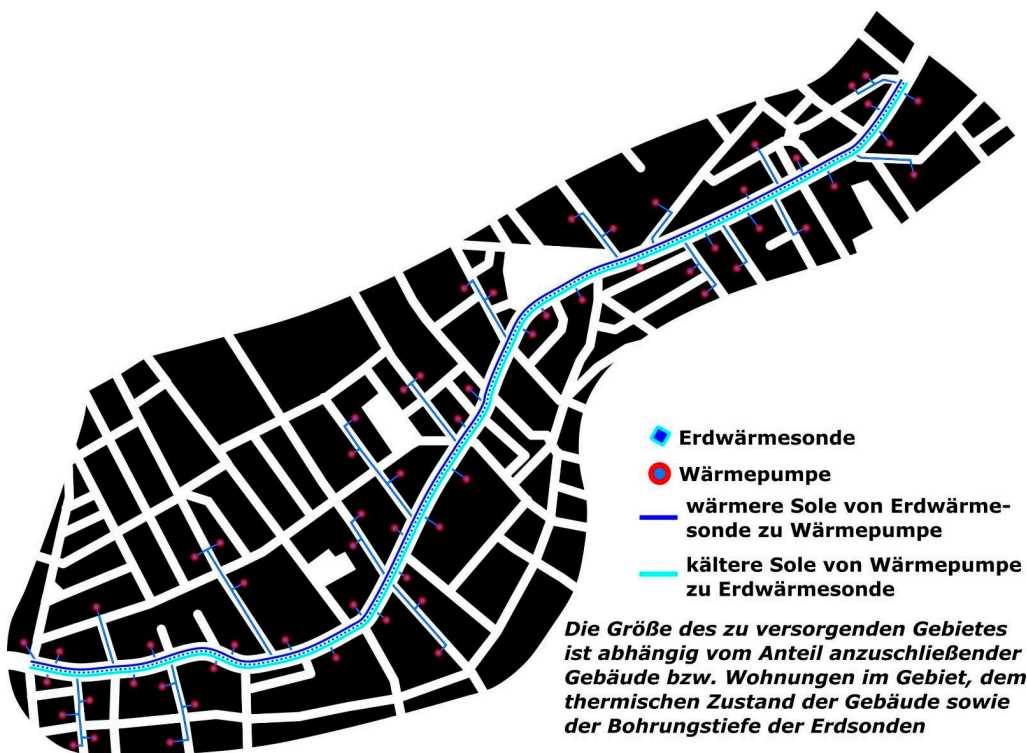 Erdwärmesonde
Wärmepumpe
wärmere Sole von Erdwärme-
sonde zu Wärmepumpe
kältere Sole von Wärmepumpe
zu Erdwärmesonde
Die Größe des zu versorgenden Gebietes
ist abhängig vom Anteil anzuschließender
Gebäude bzw. Wohnungen im Gebiet, dem
thermischen Zustand der Gebäude sowie
der Bohrungstiefe der Erdsonden